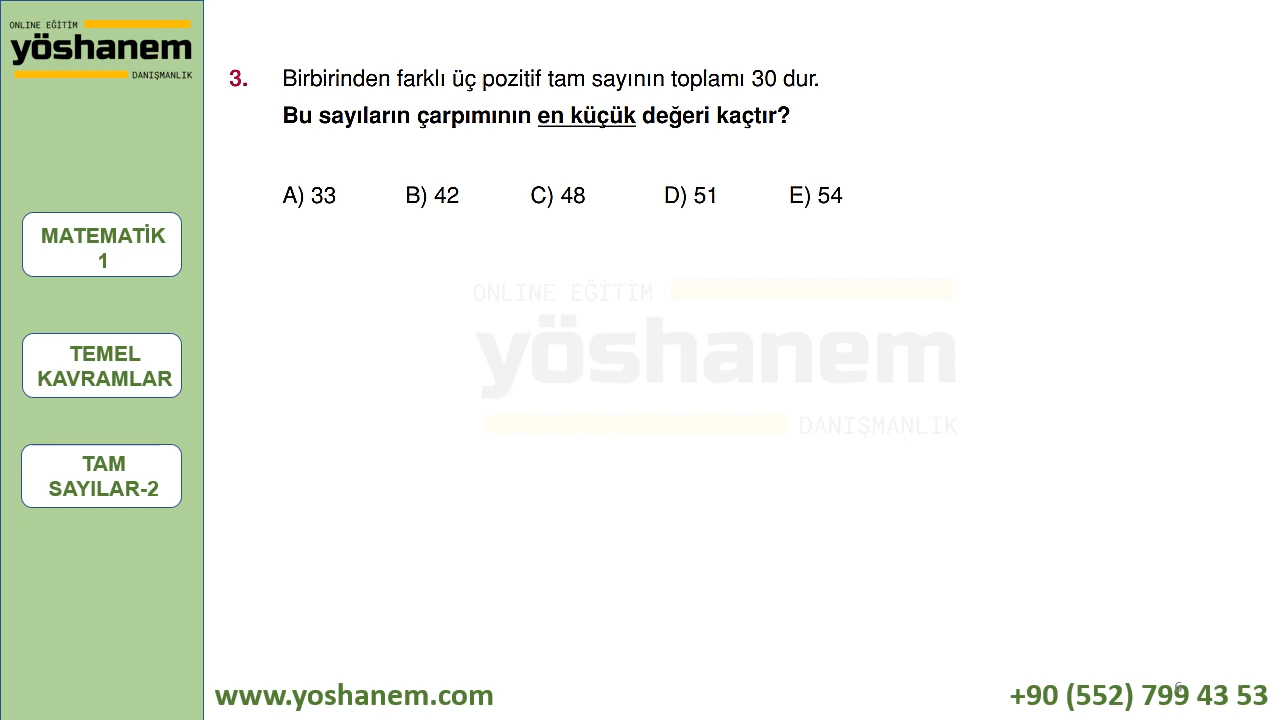 ONLINE EĞİTİM
yöshanem
DANIŞMANLIK
MATEMATİK
1
TEMEL
KAVRAMLAR
TAM
SAYILAR-2
3. Birbirinden farklı üç pozitif tam sayının toplamı 30 dur.
Bu sayıların çarpımının en küçük değeri kaçtır?
A) 33 B) 42 C) 48 D) 51 E) 54
ONLINE EĞİTİM
yöshanem
DANIŞMANLIK
www.yoshanem.com
+90 (552) 799 43 53
6